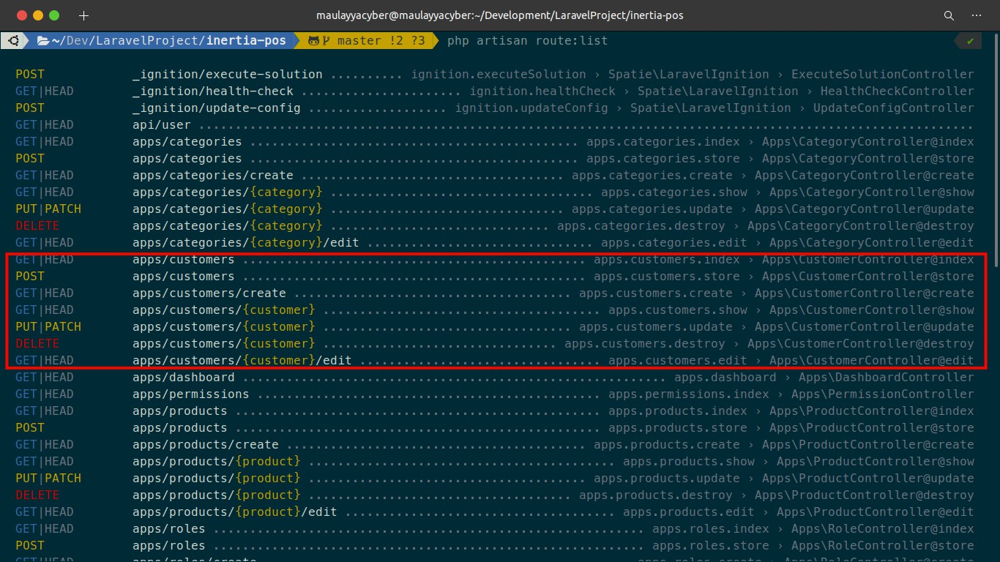 maulayyacyber@maulayyacyber:~/Development/LaravelProject/inertia-pos
~/Dev/LaravelProject/inertia-pos master !2 ?3 php artisan route:list ✔
POST _ignition/execute-solution .......... ignition.executeSolution › Spatie\LaravelIgnition › ExecuteSolutionController
GET|HEAD _ignition/health-check ...................... ignition.healthCheck › Spatie\LaravelIgnition › HealthCheckController
POST _ignition/update-config ................... ignition.updateConfig › Spatie\LaravelIgnition › UpdateConfigController
GET|HEAD api/user ..........................................................................................................
GET|HEAD apps/categories ............................................. apps.categories.index › Apps\CategoryController@index
POST apps/categories ............................................. apps.categories.store › Apps\CategoryController@store
GET|HEAD apps/categories/create .................................... apps.categories.create › Apps\CategoryController@create
GET|HEAD apps/categories/{category} .................................... apps.categories.show › Apps\CategoryController@show
PUT|PATCH apps/categories/{category} .................................. apps.categories.update › Apps\CategoryController@update
DELETE apps/categories/{category} ............................... apps.categories.destroy › Apps\CategoryController@destroy
GET|HEAD apps/categories/{category}/edit ................................ apps.categories.edit › Apps\CategoryController@edit
GET|HEAD apps/customers ............................................... apps.customers.index › Apps\CustomerController@index
POST apps/customers ............................................... apps.customers.store › Apps\CustomerController@store
GET|HEAD apps/customers/create ...................................... apps.customers.create › Apps\CustomerController@create
GET|HEAD apps/customers/{customer} ...................................... apps.customers.show › Apps\CustomerController@show
PUT|PATCH apps/customers/{customer} .................................. apps.customers.update › Apps\CustomerController@update
DELETE apps/customers/{customer} ................................. apps.customers.destroy › Apps\CustomerController@destroy
GET|HEAD apps/customers/{customer}/edit ................................. apps.customers.edit › Apps\CustomerController@edit
GET|HEAD apps/dashboard .......................................................... apps.dashboard › Apps\DashboardController
GET|HEAD apps/permissions ............................................... apps.permissions.index › Apps\PermissionController
GET|HEAD apps/products .................................................. apps.products.index › Apps\ProductController@index
POST apps/products .................................................. apps.products.store › Apps\ProductController@store
GET|HEAD apps/products/create ......................................... apps.products.create › Apps\ProductController@create
GET|HEAD apps/products/{product} .......................................... apps.products.show › Apps\ProductController@show
PUT|PATCH apps/products/{product} ...................................... apps.products.update › Apps\ProductController@update
DELETE apps/products/{product} .................................... apps.products.destroy › Apps\ProductController@destroy
GET|HEAD apps/products/{product}/edit ..................................... apps.products.edit › Apps\ProductController@edit
GET|HEAD apps/roles ........................................................... apps.roles.index › Apps\RoleController@index
POST apps/roles ........................................................... apps.roles.store › Apps\RoleController@store
GET|HEAD apps/roles/create .................................................... apps.roles.create › Apps\RoleController@create